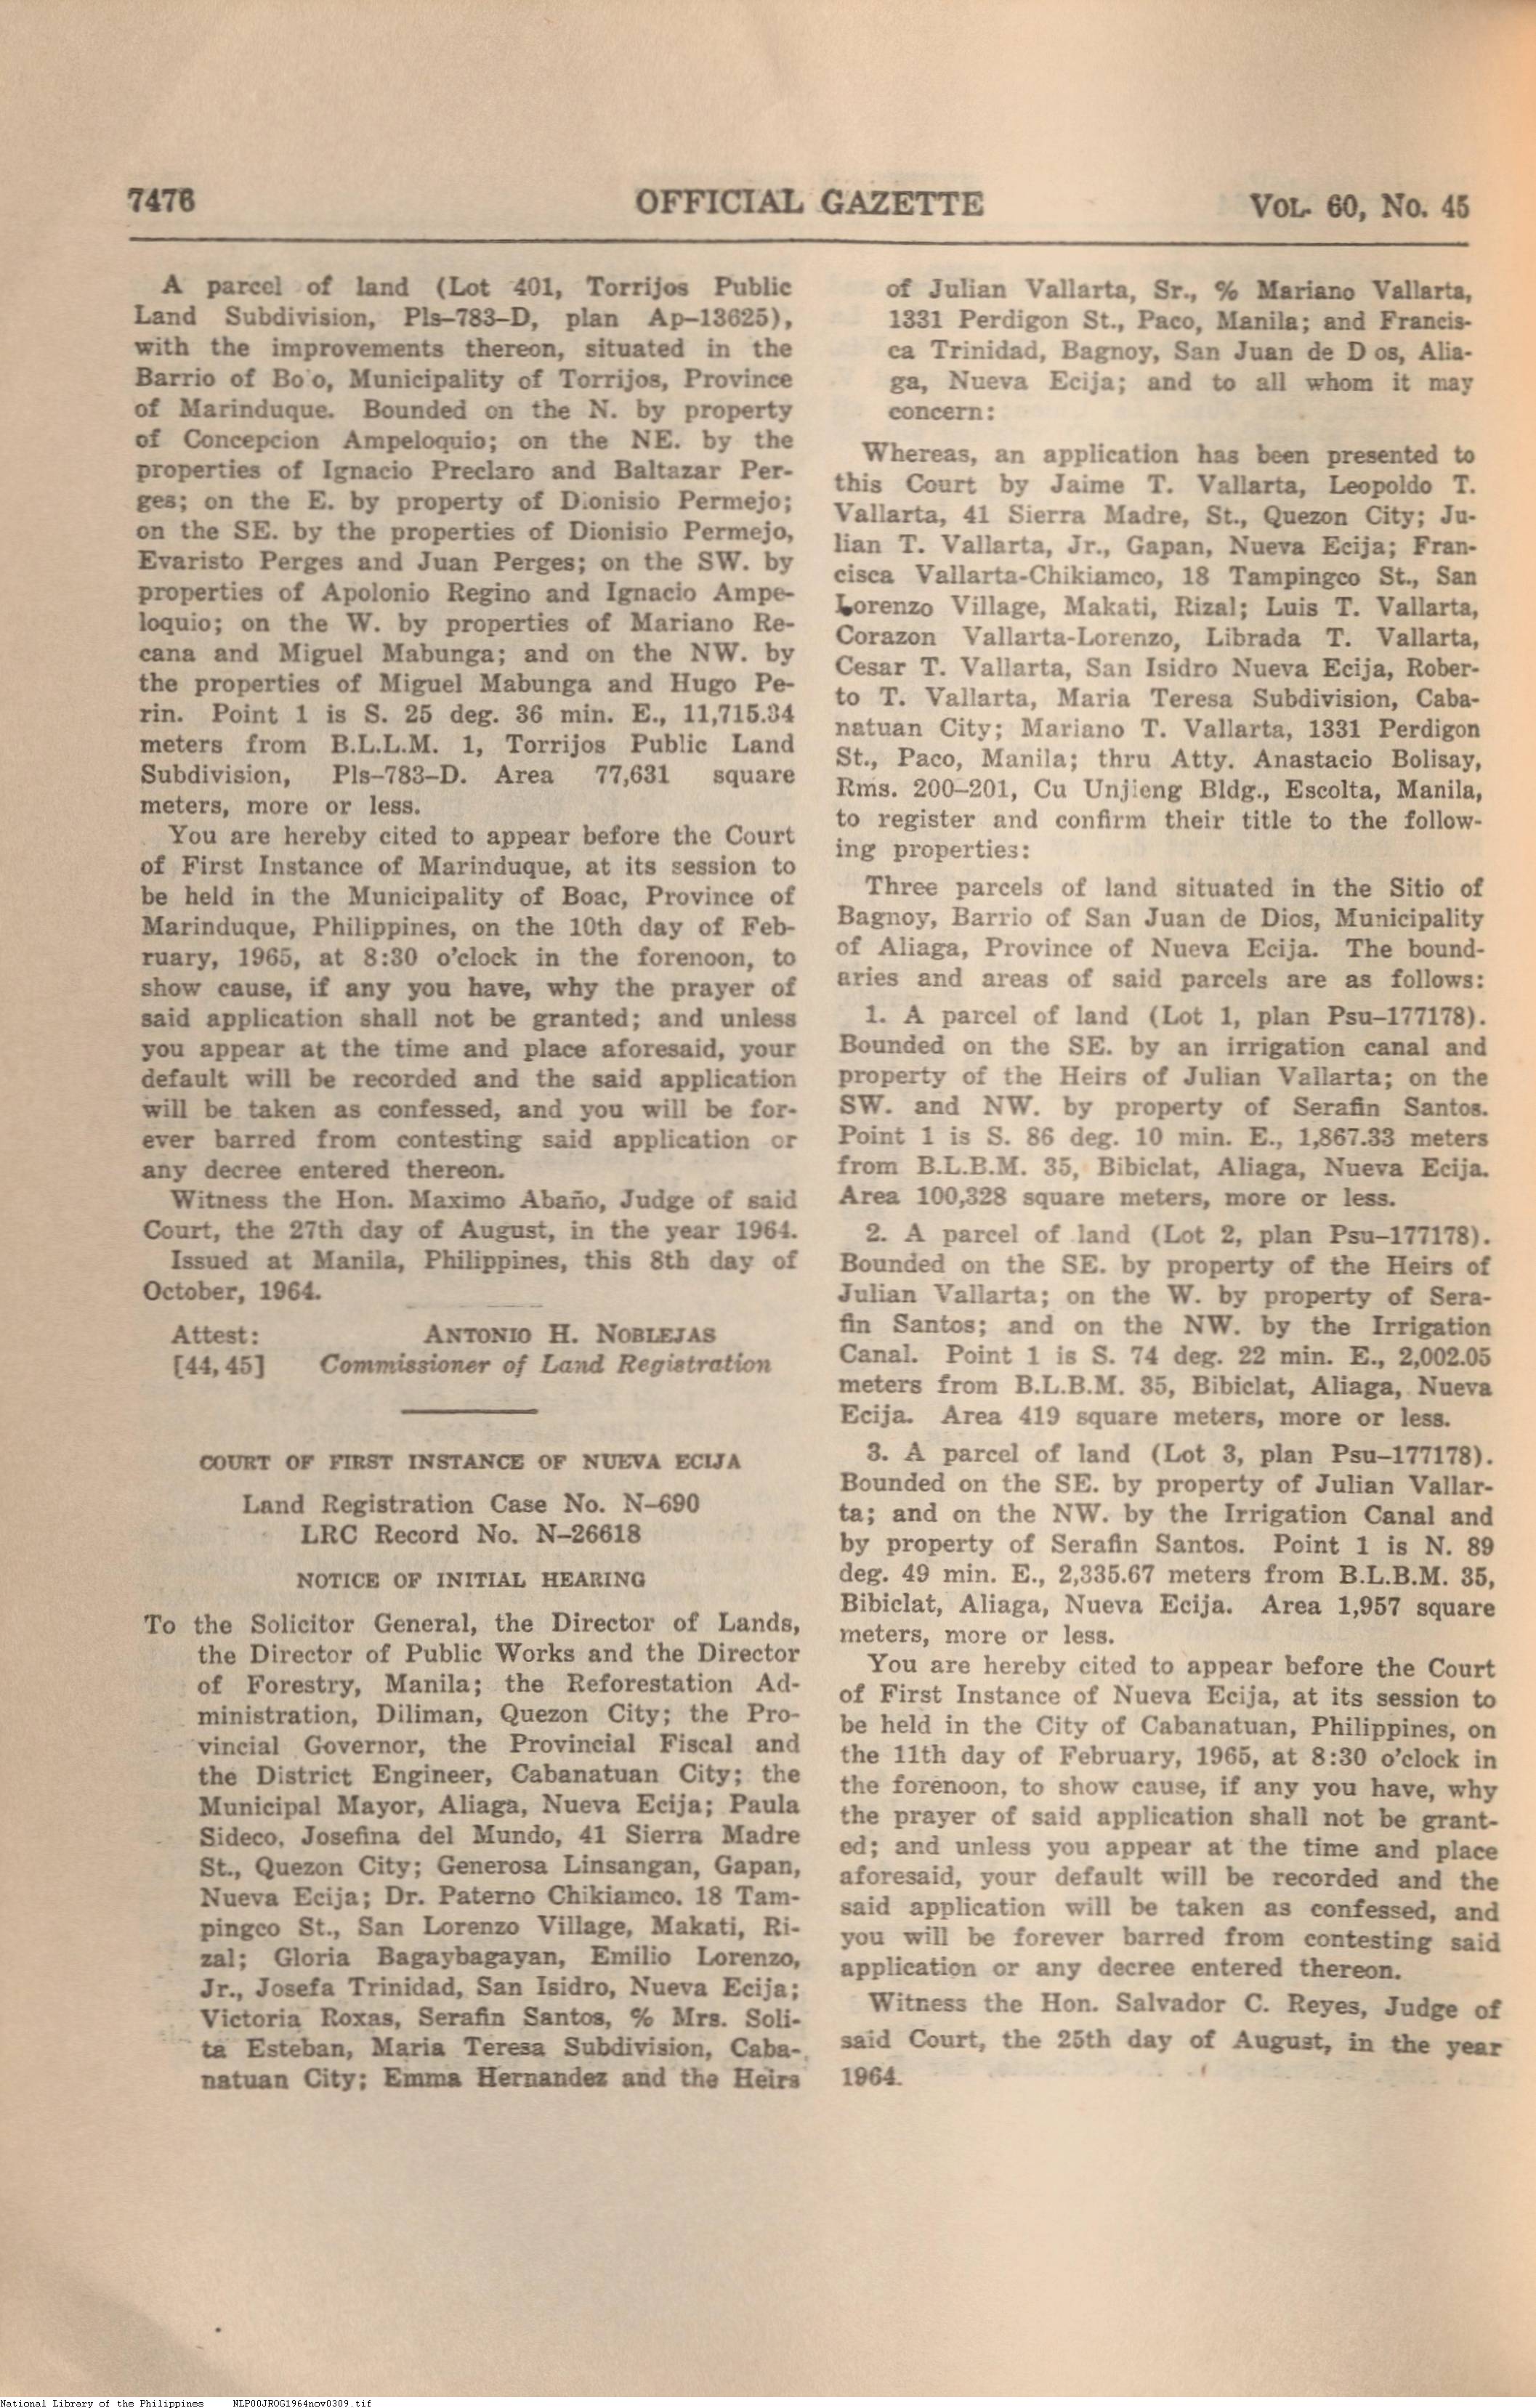 7476
OFFICIAL GAZETTE
VOL. 60, No. 45
A parcel of land (Lot 401, Torrijos Public
Land Subdivision, Pls–783–D, plan Ap–13625),
with the improvements thereon, situated in the
Barrio of Bo o, Municipality of Torrijos, Province
of Marinduque. Bounded on the N. by property
of Concepcion Ampeloquio; on the NE. by the
properties of Ignacio Preclaro and Baltazar Per-
ges; on the E. by property of Dionisio Permejo;
on the SE. by the properties of Dionisio Permejo,
Evaristo Perges and Juan Perges; on the SW. by
properties of Apolonio Regino and Ignacio Ampe-
loquio; on the W. by properties of Mariano Re-
cana and Miguel Mabunga; and on the NW. by
the properties of Miguel Mabunga and Hugo Pe-
rin. Point 1 is S. 25 deg. 36 min. E., 11,715.34
meters from B.L.L.M. 1, Torrijos Public Land
Subdivision, Pls–783–D. Area 77,631 square
meters, more or less.
You are hereby cited to appear before the Court
of First Instance of Marinduque, at its session to
be held in the Municipality of Boac, Province of
Marinduque, Philippines, on the 10th day of Feb-
ruary, 1965, at 8:30 o'clock in the forenoon, to
show cause, if any you have, why the prayer of
said application shall not be granted; and unless
you appear at the time and place aforesaid, your
default will be recorded and the said application
will be taken as confessed, and you will be for-
ever barred from contesting said application or
any decree entered thereon.
Witness the Hon. Maximo Abaño, Judge of said
Court, the 27th day of August, in the year 1964.
Issued at Manila, Philippines, this 8th day of
October, 1964.
Attest: ANTONIO H. NOBLEJAS
[44, 45] Commissioner of Land Registration
COURT OF FIRST INSTANCE OF NUEVA ECIJA
Land Registration Case No. N–690
LRC Record No. N–26618
NOTICE OF INITIAL HEARING
To the Solicitor General, the Director of Lands,
the Director of Public Works and the Director
of Forestry, Manila; the Reforestation Ad-
ministration, Diliman, Quezon City; the Pro-
vincial Governor, the Provincial Fiscal and
the District Engineer, Cabanatuan City; the
Municipal Mayor, Aliaga, Nueva Ecija; Paula
Sideco, Josefina del Mundo, 41 Sierra Madre
St., Quezon City; Generosa Linsangan, Gapan,
Nueva Ecija; Dr. Paterno Chikiamco, 18 Tam-
pingco St., San Lorenzo Village, Makati, Ri-
zal; Gloria Bagaybagayan, Emilio Lorenzo,
Jr., Josefa Trinidad, San Isidro, Nueva Ecija;
Victoria Roxas, Serafin Santos, % Mrs. Soli-
ta Esteban, Maria Teresa Subdivision, Caba-
natuan City; Emma Hernandez and the Heirs
of Julian Vallarta, Sr., % Mariano Vallarta,
1331 Perdigon St., Paco, Manila; and Francis-
ca Trinidad, Bagnoy, San Juan de D os, Alia-
ga, Nueva Ecija; and to all whom it may
concern:
Whereas, an application has been presented to
this Court by Jaime T. Vallarta, Leopoldo T.
Vallarta, 41 Sierra Madre, St., Quezon City; Ju-
lian T. Vallarta, Jr., Gapan, Nueva Ecija; Fran-
cisca Vallarta-Chikiamco, 18 Tampingco St., San
Lorenzo Village, Makati, Rizal; Luis T. Vallarta,
Corazon Vallarta-Lorenzo, Librada T. Vallarta,
Cesar T. Vallarta, San Isidro Nueva Ecija, Rober-
to T. Vallarta, Maria Teresa Subdivision, Caba-
natuan City; Mariano T. Vallarta, 1331 Perdigon
St., Paco, Manila; thru Atty. Anastacio Bolisay,
Rms. 200–201, Cu Unjieng Bldg., Escolta, Manila,
to register and confirm their title to the follow-
ing properties:
Three parcels of land situated in the Sitio of
Bagnoy, Barrio of San Juan de Dios, Municipality
of Aliaga, Province of Nueva Ecija. The bound-
aries and areas of said parcels are as follows:
1. A parcel of land (Lot 1, plan Psu–177178).
Bounded on the SE. by an irrigation canal and
property of the Heirs of Julian Vallarta; on the
SW. and NW. by property of Serafin Santos.
Point 1 is S. 86 deg. 10 min. E., 1,867.33 meters
from B.L.B.M. 35, Bibiclat, Aliaga, Nueva Ecija.
Area 100,328 square meters, more or less.
2. A parcel of land (Lot 2, plan Psu–177178).
Bounded on the SE. by property of the Heirs of
Julian Vallarta; on the W. by property of Sera-
fin Santos; and on the NW. by the Irrigation
Canal. Point 1 is S. 74 deg. 22 min. E., 2,002.05
meters from B.L.B.M. 35, Bibiclat, Aliaga, Nueva
Ecija. Area 419 square meters, more or less.
3. A parcel of land (Lot 3, plan Psu–177178).
Bounded on the SE. by property of Julian Vallar-
ta; and on the NW. by the Irrigation Canal and
by property of Serafin Santos. Point 1 is N. 89
deg. 49 min. E., 2,335.67 meters from B.L.B.M. 35,
Bibiclat, Aliaga, Nueva Ecija. Area 1,957 square
meters, more or less.
You are hereby cited to appear before the Court
of First Instance of Nueva Ecija, at its session to
be held in the City of Cabanatuan, Philippines, on
the 11th day of February, 1965, at 8:30 o'clock in
the forenoon, to show cause, if any you have, why
the prayer of said application shall not be grant-
ed; and unless you appear at the time and place
aforesaid, your default will be recorded and the
said application will be taken as confessed, and
you will be forever barred from contesting said
application or any decree entered thereon.
Witness the Hon. Salvador C. Reyes, Judge of
said Court, the 25th day of August, in the year
1964.
National Library of the Philippines NLP00JROG1964nov0309.tif